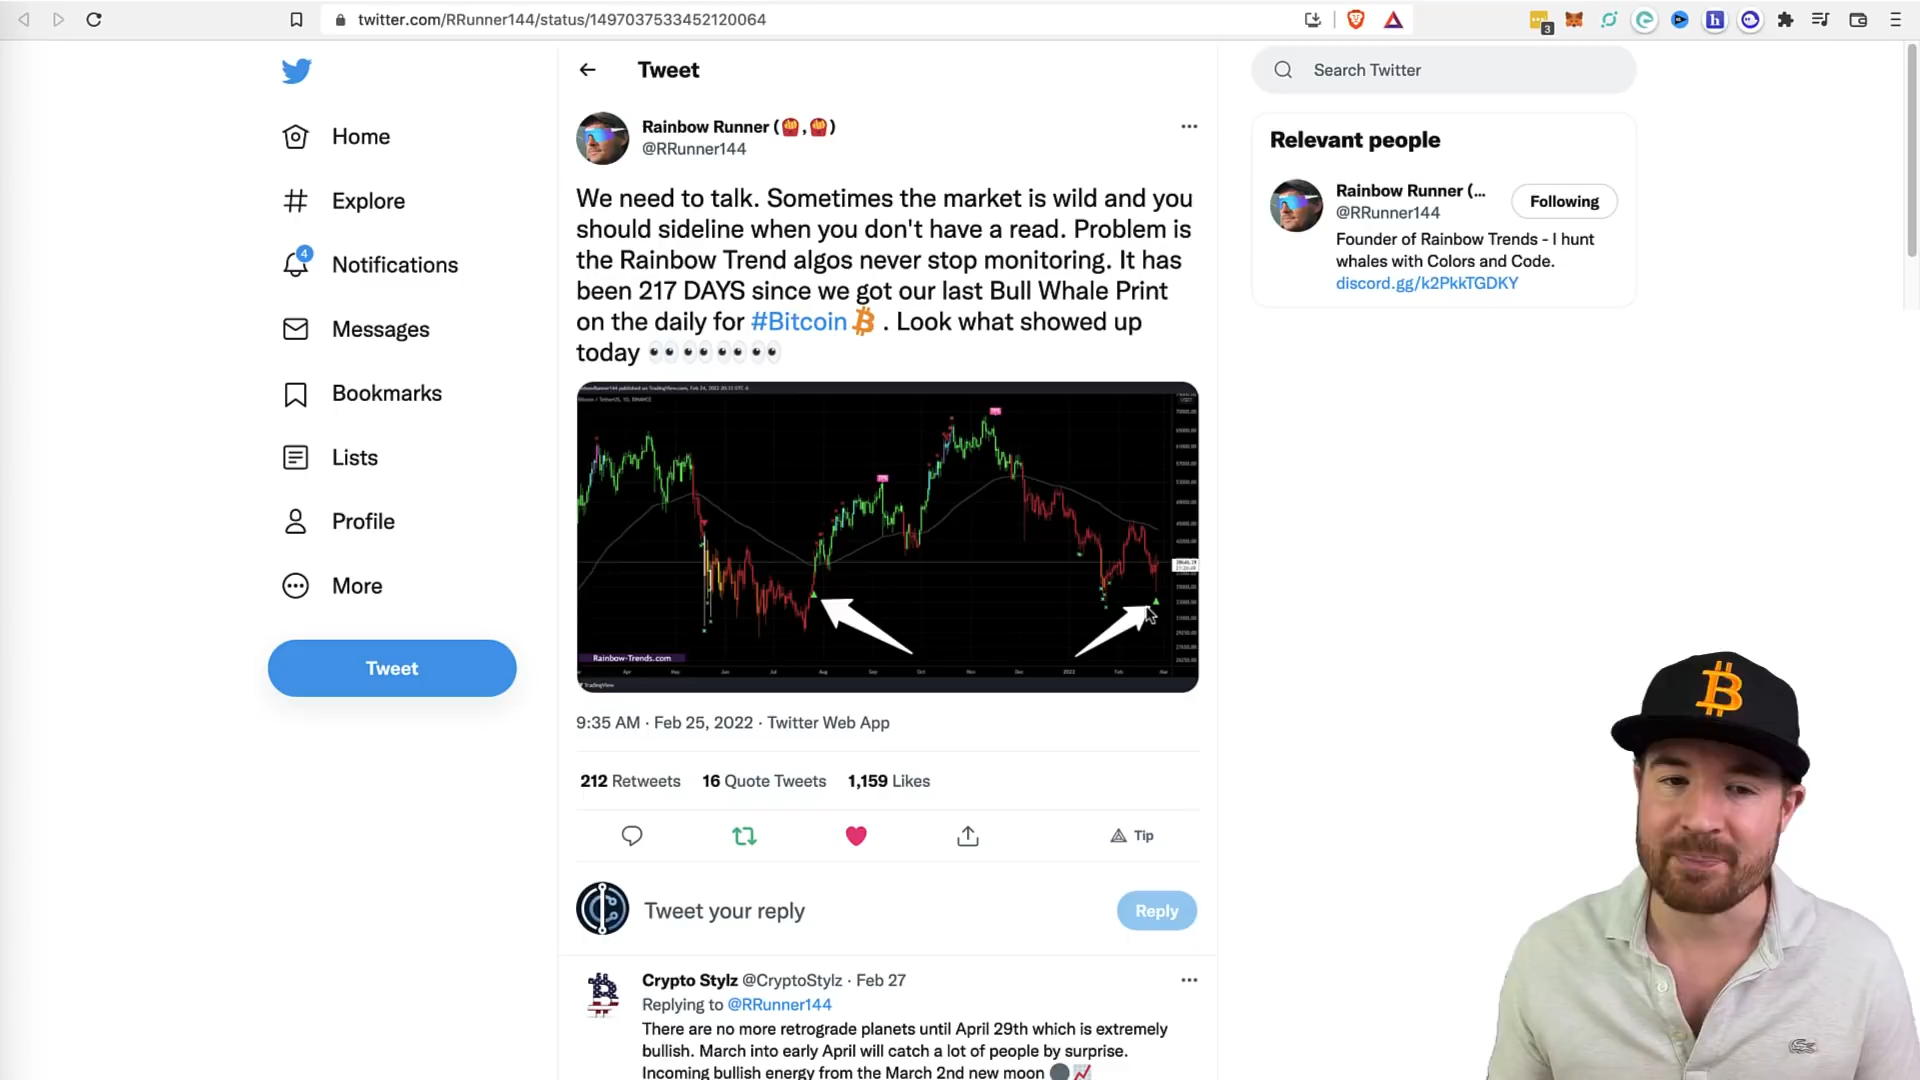 twitter.com/RRunner144/status/1497037533452120064
3
Home
Explore
4
Notifications
Messages
Bookmarks
Lists
Profile
More
Tweet
Tweet
Rainbow Runner (🍟,🍟)
@RRunner144
We need to talk. Sometimes the market is wild and you
should sideline when you don't have a read. Problem is
the Rainbow Trend algos never stop monitoring. It has
been 217 DAYS since we got our last Bull Whale Print
on the daily for #Bitcoin . Look what showed up
today 👀👀👀👀
Rainbow-Trends.com
TradingView
9:35 AM · Feb 25, 2022 · Twitter Web App
212 Retweets 16 Quote Tweets 1,159 Likes
Tip
Tweet your reply
Reply
Crypto Stylz @CryptoStylz · Feb 27
Replying to @RRunner144
There are no more retrograde planets until April 29th which is extremely
bullish. March into early April will catch a lot of people by surprise.
Incoming bullish energy from the March 2nd new moon 🌑📈
Search Twitter
Relevant people
Rainbow Runner (...
@RRunner144
Following
Founder of Rainbow Trends - I hunt
whales with Colors and Code.
discord.gg/k2PkkTGDKY